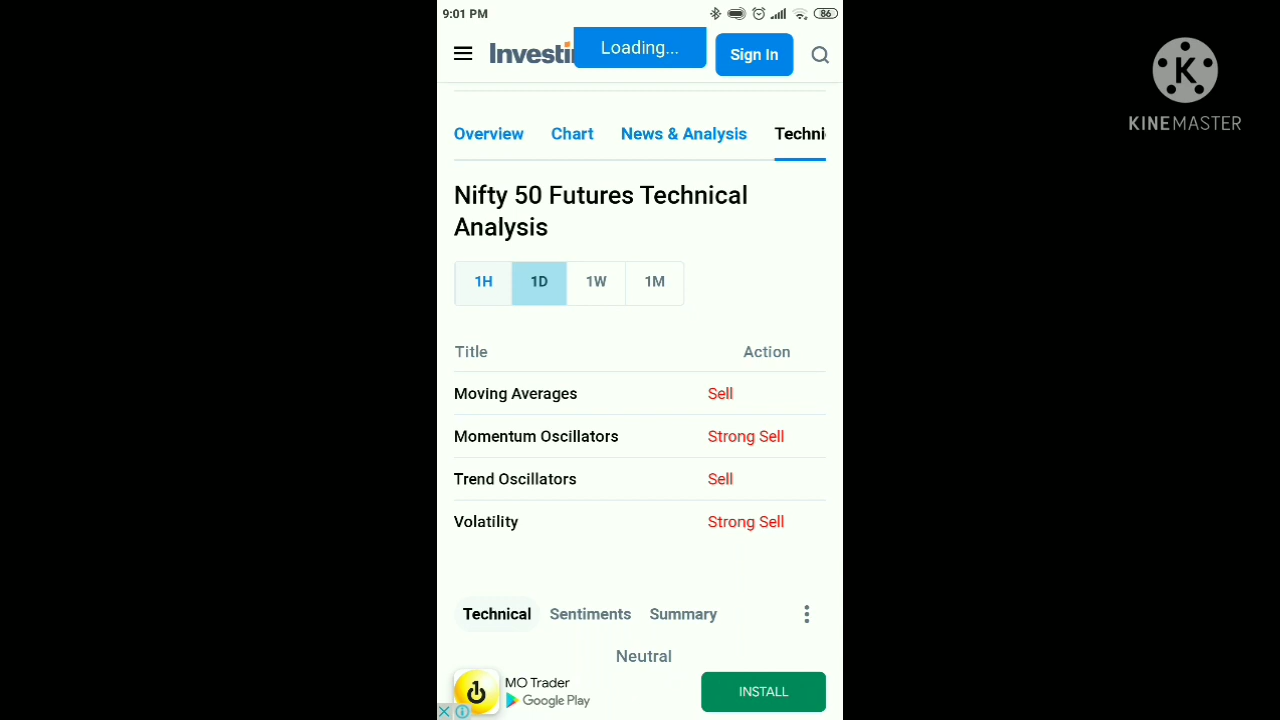 9:01 PM
86
Investi
Loading...
Sign In
K
KINEMASTER
Overview
Chart
News & Analysis
Techni
Nifty 50 Futures Technical
Analysis
1H
1D
1W
1M
Title
Action
Moving Averages
Sell
Momentum Oscillators
Strong Sell
Trend Oscillators
Sell
Volatility
Strong Sell
Technical
Sentiments
Summary
Neutral
MO Trader
Google Play
INSTALL